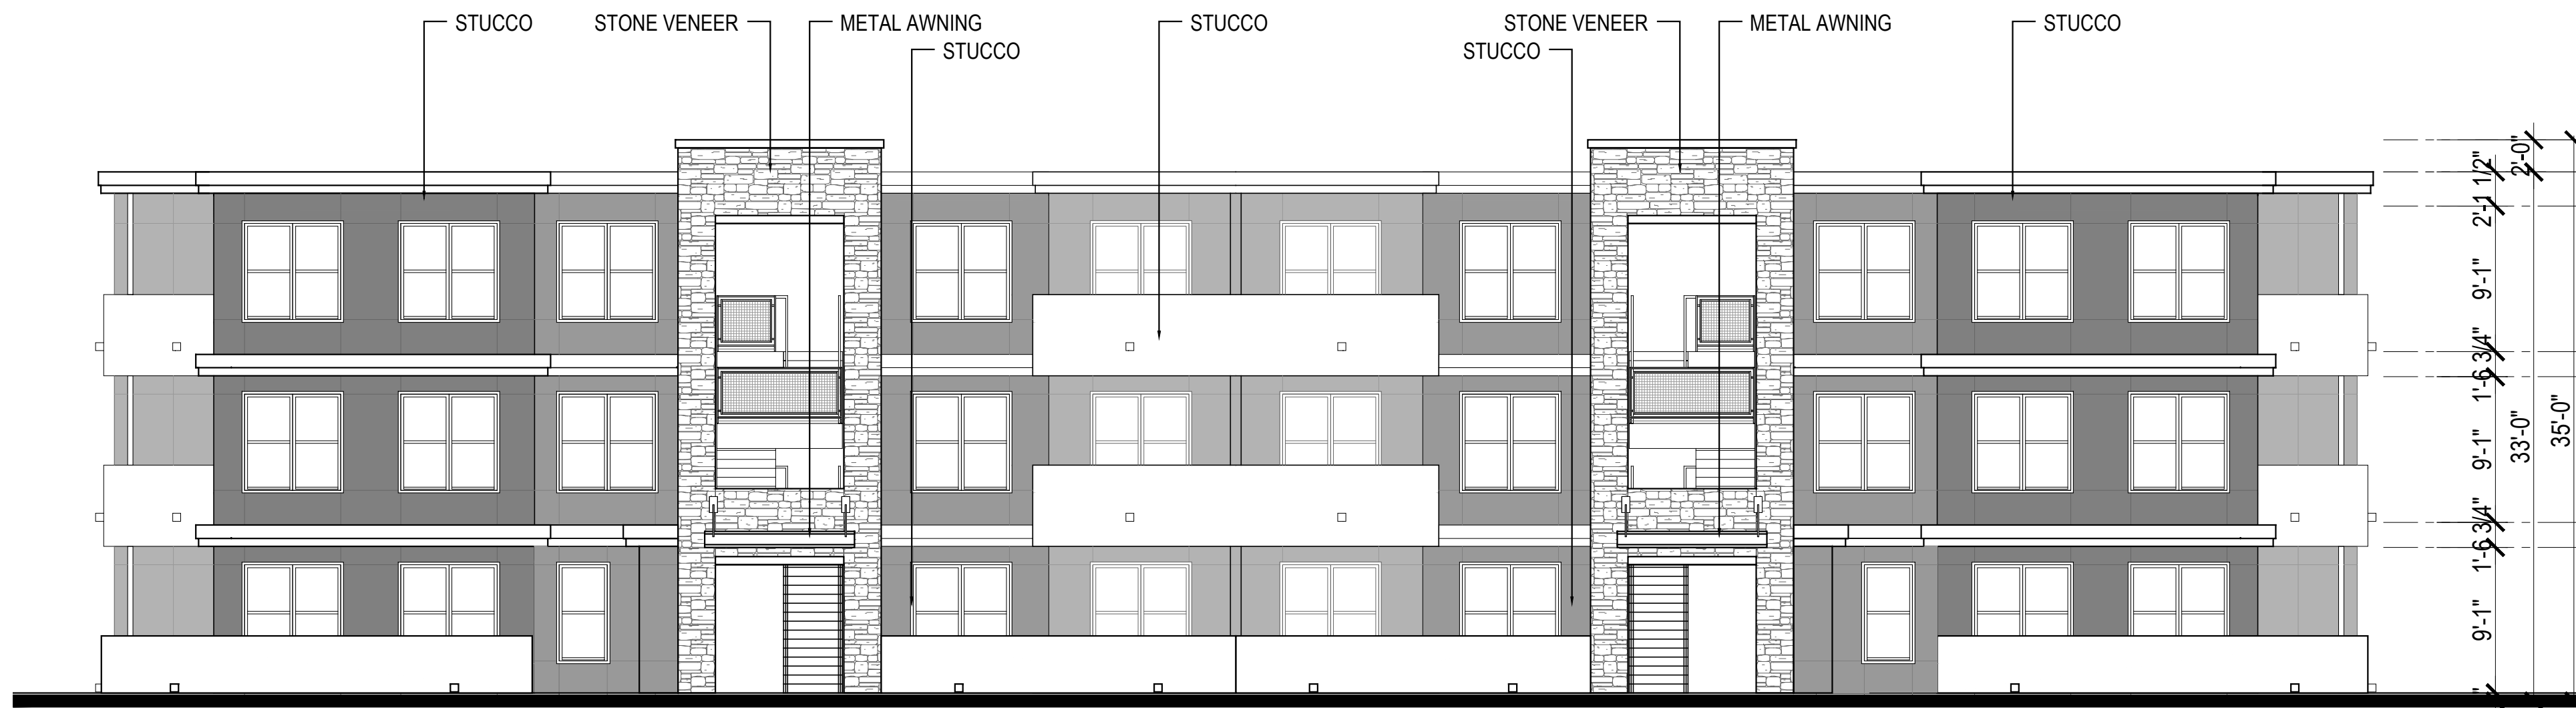 STUCCO
STONE VENEER
METAL AWNING
STUCCO
STUCCO
STONE VENEER
STUCCO
METAL AWNING
STUCCO
2'-0"
2'-1 1/2"
9'-1"
1'-6 3/4"
9'-1"
1'-6 3/4"
9'-1"
33'-0"
35'-0"